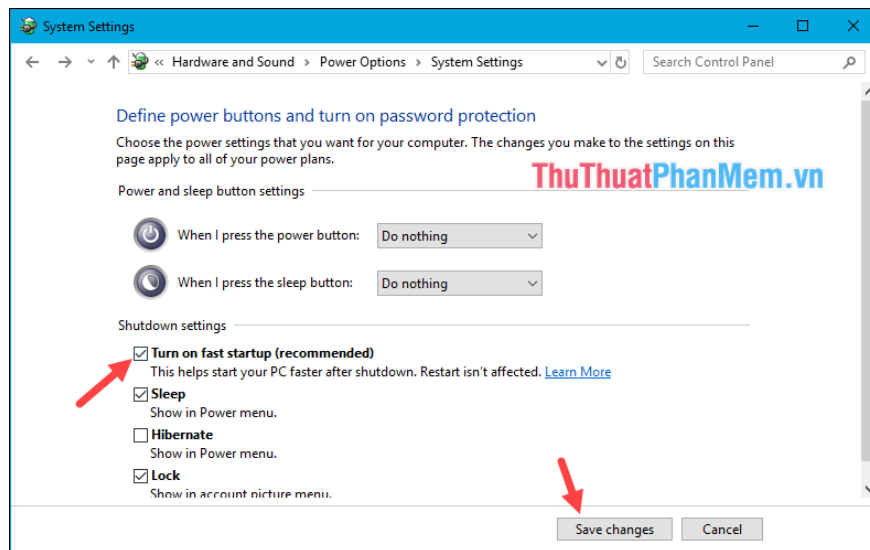 System Settings
« Hardware and Sound › Power Options › System Settings
Search Control Panel
Define power buttons and turn on password protection
Choose the power settings that you want for your computer. The changes you make to the settings on this
page apply to all of your power plans.
ThuThuatPhanMem.vn
Power and sleep button settings
When I press the power button: Do nothing
When I press the sleep button: Do nothing
Shutdown settings
Turn on fast startup (recommended)
This helps start your PC faster after shutdown. Restart isn't affected. Learn More
Sleep
Show in Power menu.
Hibernate
Show in Power menu.
Lock
Show in account picture menu.
Save changes Cancel